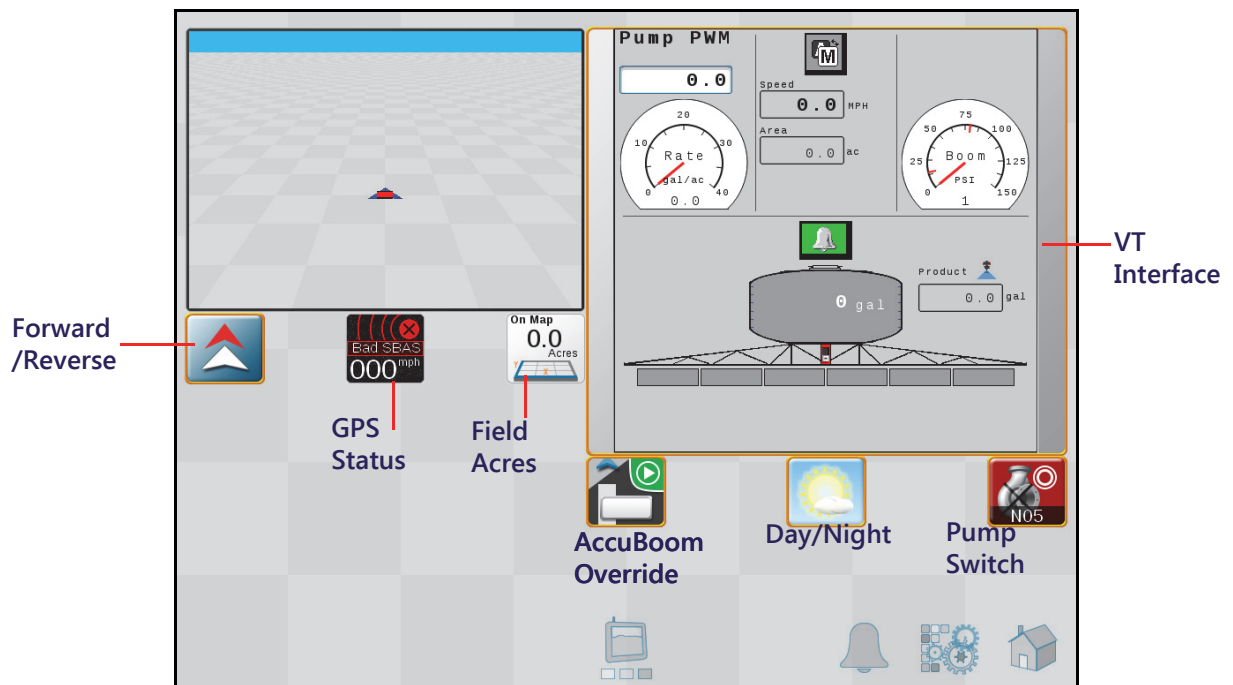 Pump PWM
0.0
M
Speed
0.0 MPH
Area
0.0 ac
20
10
30
Rate
gal/ac
0
40
0.0
75
50
100
25
125
Boom
PSI
0
150
1
Product
0.0 gal
0 gal
VT
Interface
Forward
/Reverse
Bad SBAS
000 mph
On Map
0.0
Acres
Y
X
GPS
Status
Field
Acres
N05
AccuBoom
Override
Day/Night
Pump
Switch